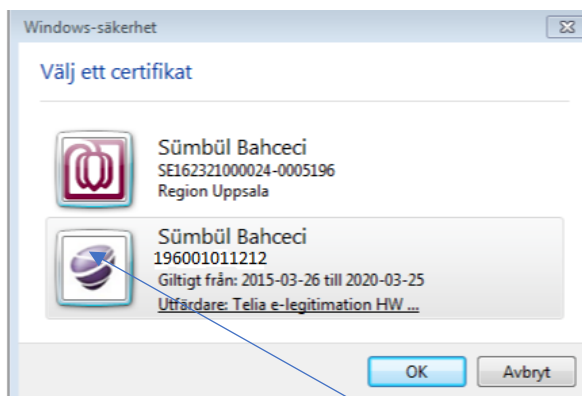 Windows-säkerhet
Välj ett certifikat
Sümbül Bahceci
SE162321000024-0005196
Region Uppsala
Sümbül Bahceci
196001011212
Giltigt från: 2015-03-26 till 2020-03-25
Utfärdare: Telia e-legitimation HW ...
OK
Avbryt